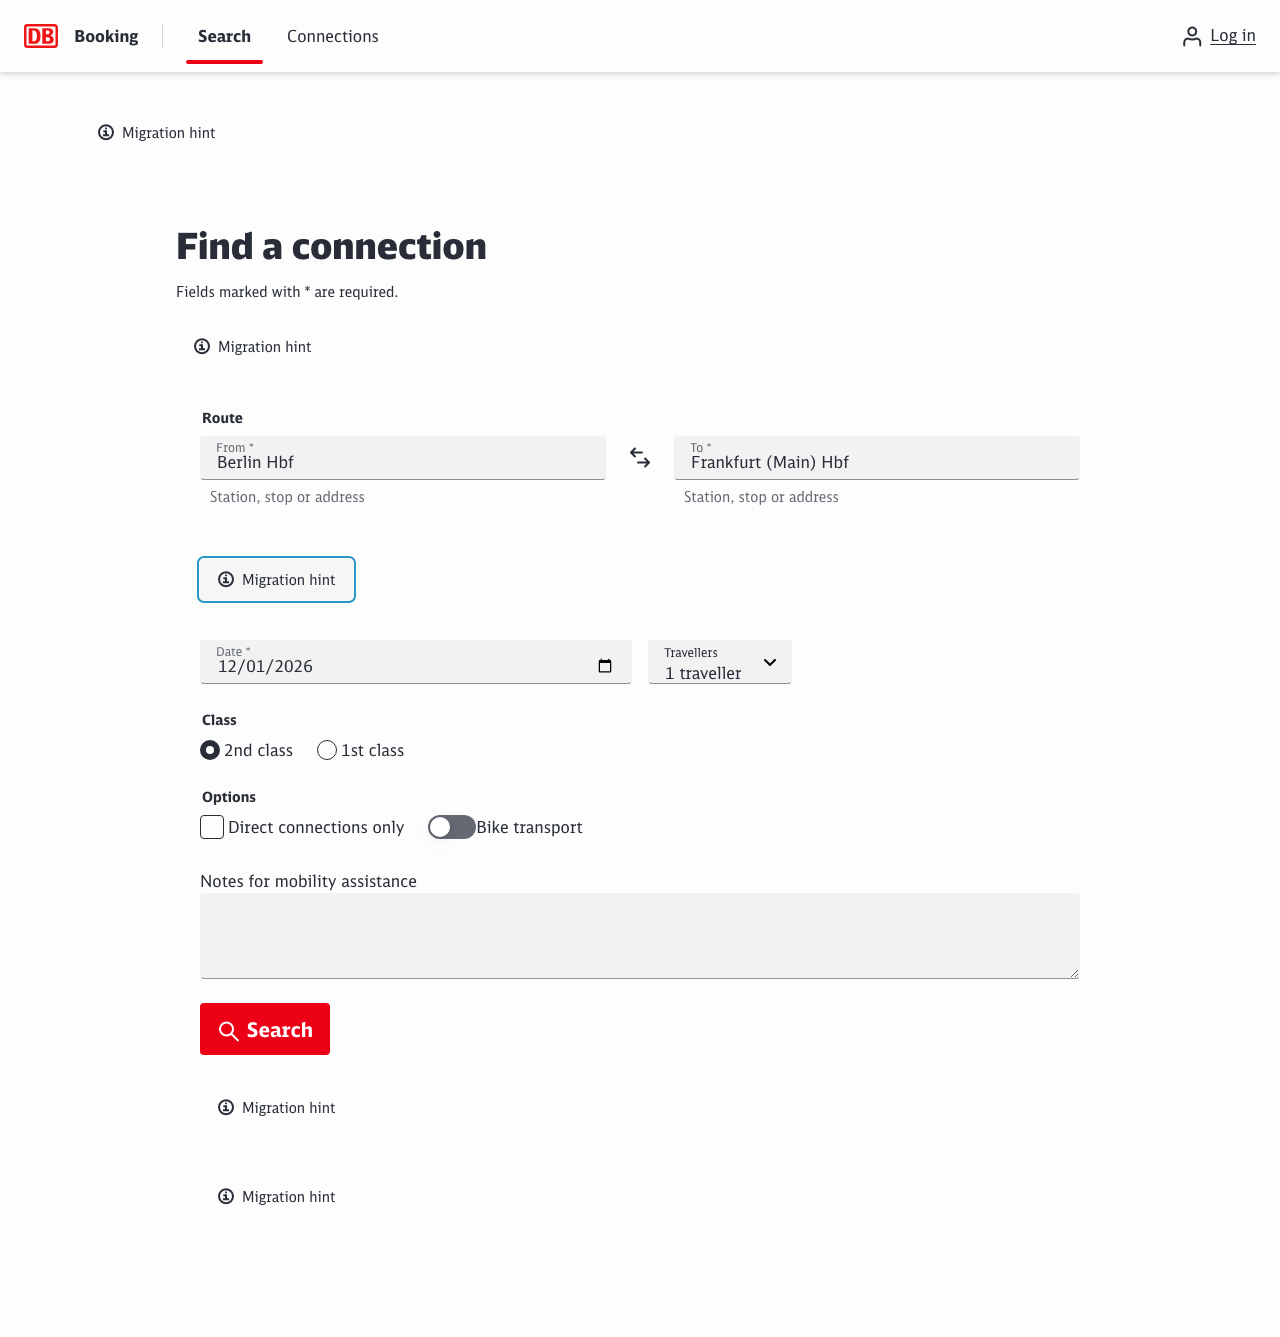 DB Booking Search Connections Log in
Migration hint
Find a connection
Fields marked with * are required.
Migration hint
Route
From * To *
Berlin Hbf Frankfurt (Main) Hbf
Station, stop or address Station, stop or address
Migration hint
Date * Travellers
12/01/2026 1 traveller
Class
2nd class 1st class
Options
Direct connections only Bike transport
Notes for mobility assistance
Search
Migration hint
Migration hint